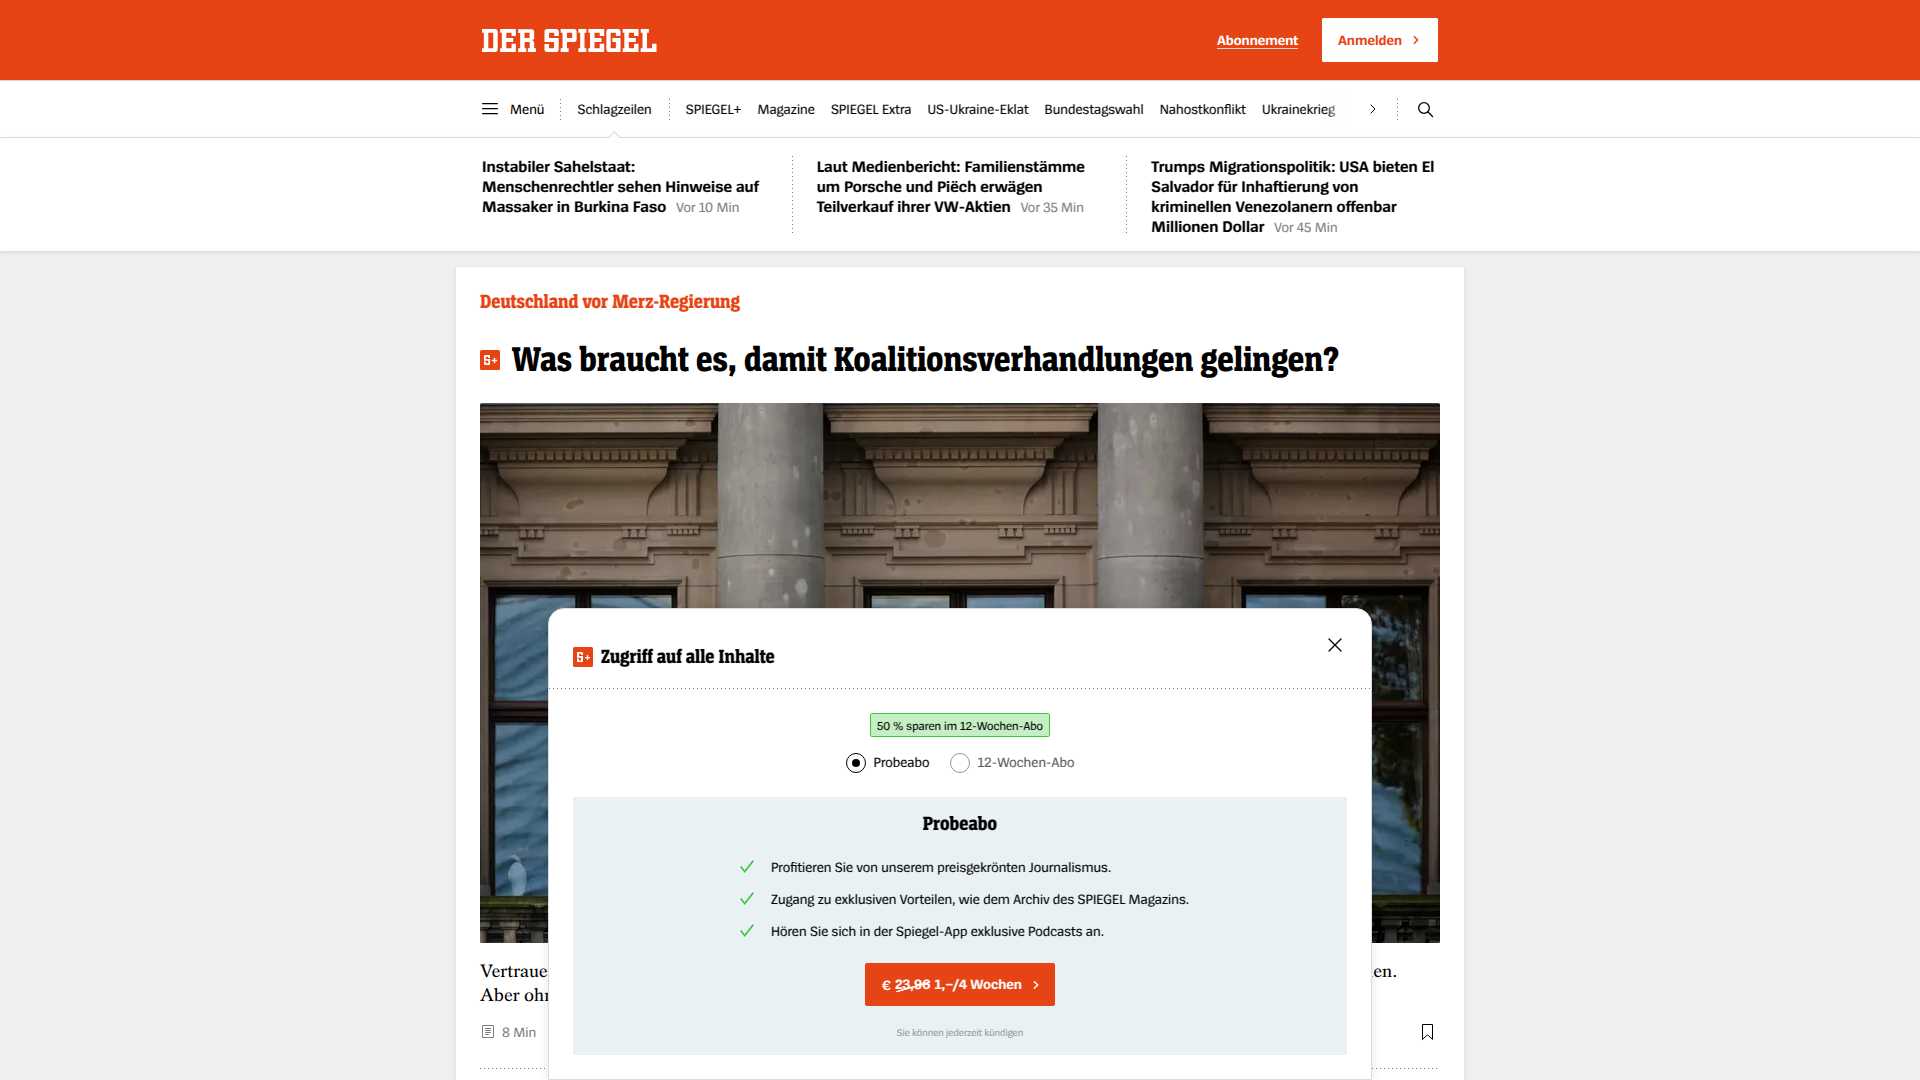 DER SPIEGEL
Abonnement
Anmelden
Menü
Schlagzeilen
SPIEGEL+
Magazine
SPIEGEL Extra
US-Ukraine-Eklat
Bundestagswahl
Nahostkonflikt
Ukrainekrieg
Instabiler Sahelstaat:
Menschenrechtler sehen Hinweise auf
Massaker in Burkina Faso Vor 10 Min
Laut Medienbericht: Familienstämme
um Porsche und Piëch erwägen
Teilverkauf ihrer VW-Aktien Vor 35 Min
Trumps Migrationspolitik: USA bieten El
Salvador für Inhaftierung von
kriminellen Venezolanern offenbar
Millionen Dollar Vor 45 Min
Deutschland vor Merz-Regierung
S+ Was braucht es, damit Koalitionsverhandlungen gelingen?
S+ Zugriff auf alle Inhalte
50 % sparen im 12-Wochen-Abo
Probeabo
12-Wochen-Abo
Probeabo
Profitieren Sie von unserem preisgekrönten Journalismus.
Zugang zu exklusiven Vorteilen, wie dem Archiv des SPIEGEL Magazins.
Hören Sie sich in der Spiegel-App exklusive Podcasts an.
€ 23,96 1,–/4 Wochen
Sie können jederzeit kündigen
Aber
8 Min